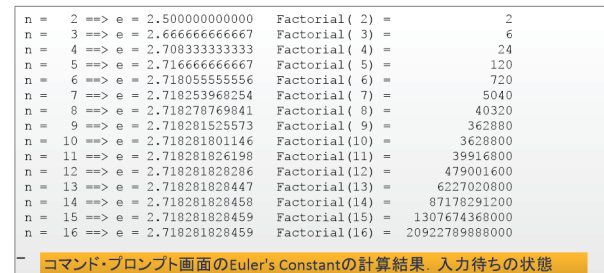 n =    2 ==> e = 2.500000000000   Factorial( 2) =              2
n =    3 ==> e = 2.666666666667   Factorial( 3) =              6
n =    4 ==> e = 2.708333333333   Factorial( 4) =             24
n =    5 ==> e = 2.716666666667   Factorial( 5) =            120
n =    6 ==> e = 2.718055555556   Factorial( 6) =            720
n =    7 ==> e = 2.718253968254   Factorial( 7) =           5040
n =    8 ==> e = 2.718278769841   Factorial( 8) =          40320
n =    9 ==> e = 2.718281525573   Factorial( 9) =         362880
n =   10 ==> e = 2.718281801146   Factorial(10) =        3628800
n =   11 ==> e = 2.718281826198   Factorial(11) =       39916800
n =   12 ==> e = 2.718281828286   Factorial(12) =      479001600
n =   13 ==> e = 2.718281828447   Factorial(13) =     6227020800
n =   14 ==> e = 2.718281828458   Factorial(14) =    87178291200
n =   15 ==> e = 2.718281828459   Factorial(15) =  1307674368000
n =   16 ==> e = 2.718281828459   Factorial(16) = 20922789888000
コマンド・プロンプト画面のEuler's Constantの計算結果．入力待ちの状態